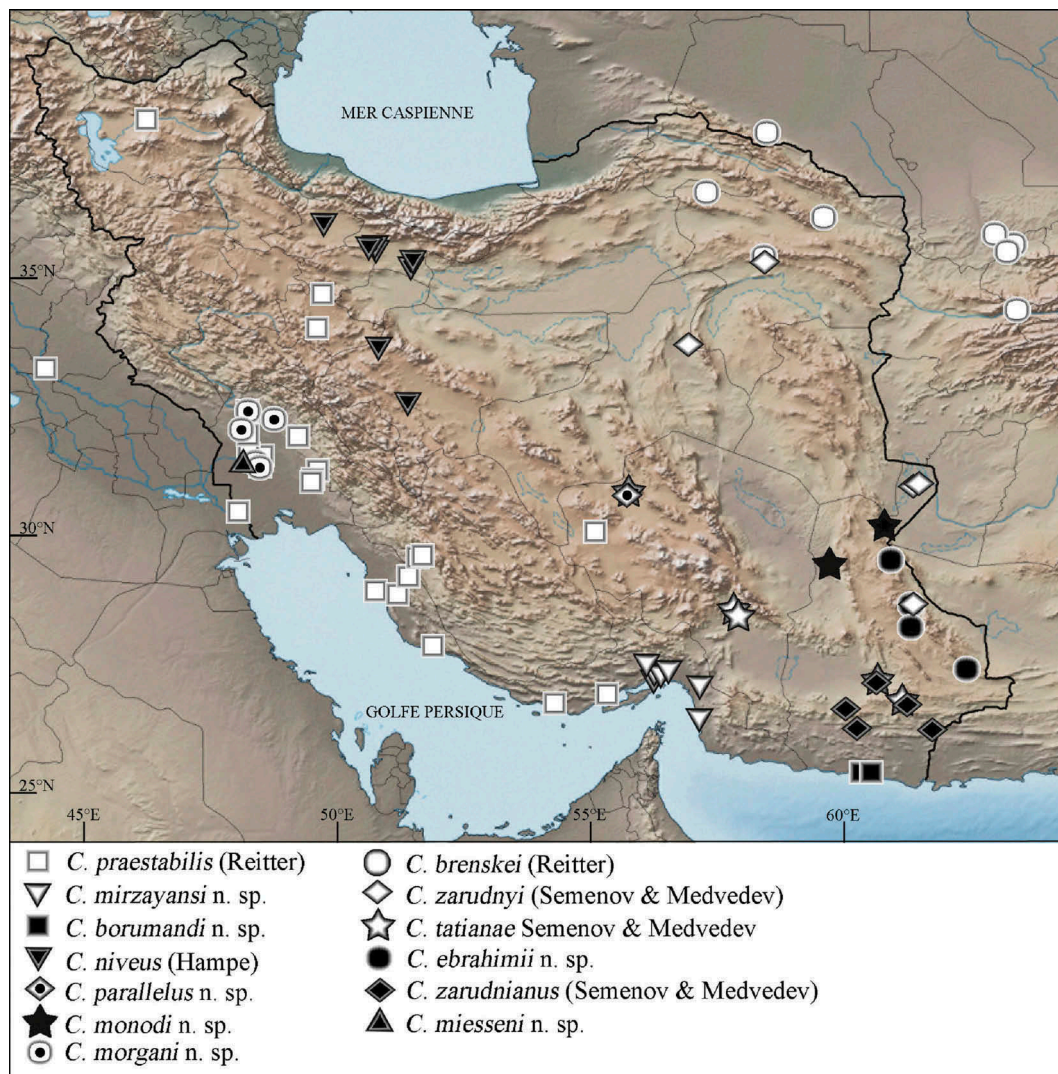 MER CASPIENNE
35°N
30°N
GOLFE PERSIQUE
25°N
45°E
50°E
55°E
60°E
C. praestabilis (Reitter)
C. mirzayansi n. sp.
C. borumandi n. sp.
C. niveus (Hampe)
C. parallelus n. sp.
C. monodi n. sp.
C. morgani n. sp.
C. brenskei (Reitter)
C. zarudnyi (Semenov & Medvedev)
C. tatianae Semenov & Medvedev
C. ebrahimii n. sp.
C. zarudnianus (Semenov & Medvedev)
C. miesseni n. sp.